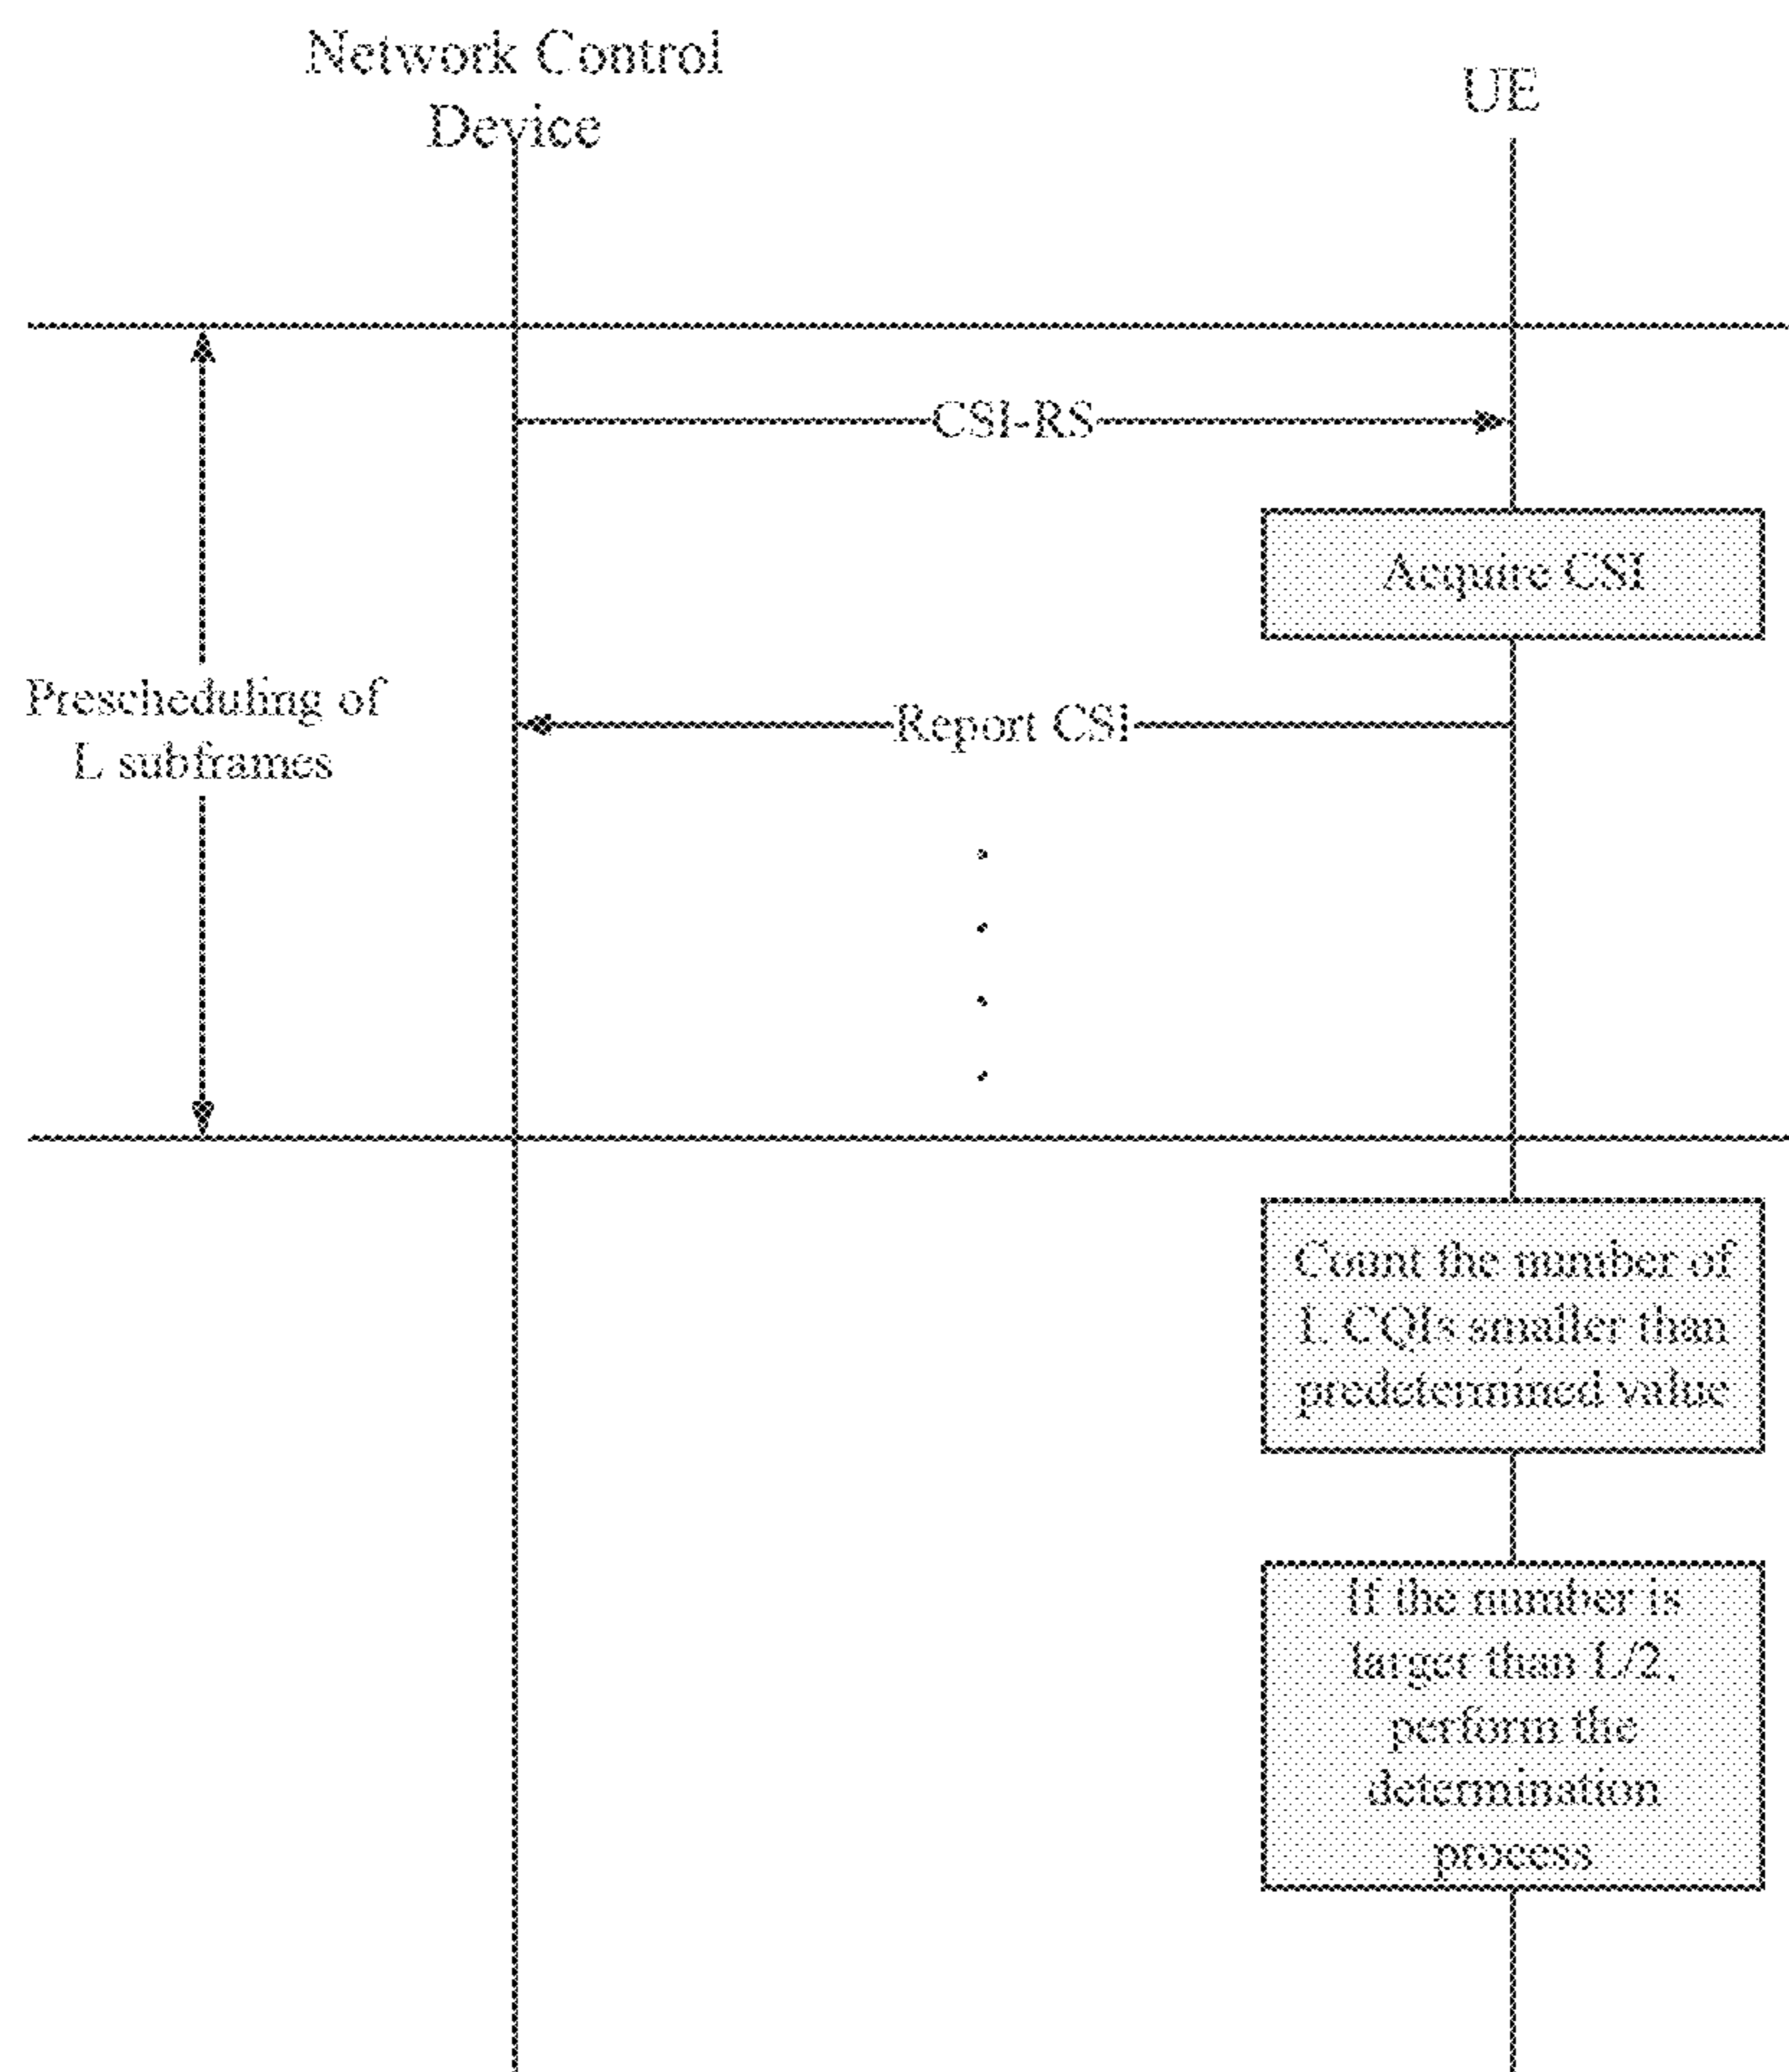 Network Control
Device
UE
CSI-RS
Acquire CSI
Prescheduling of
L subframes
Report CSI
Count the number of
L CQIs smaller than
predetermined value
If the number is
larger than L/2,
perform the
determination
process